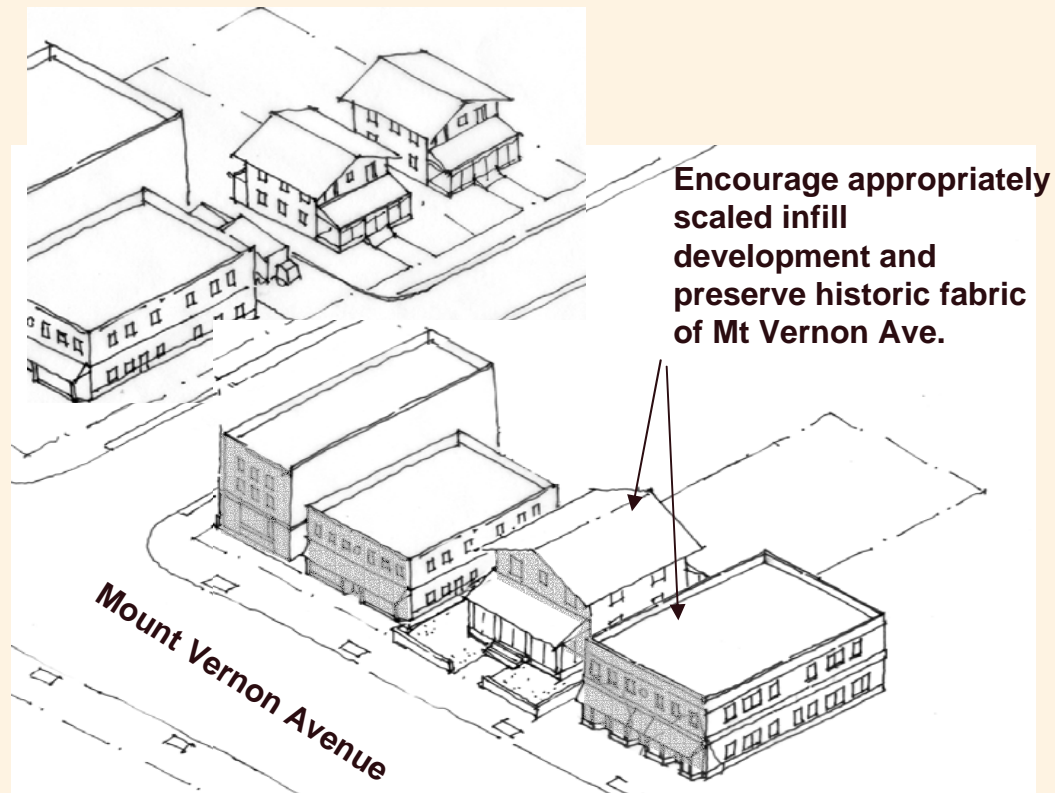 Encourage appropriately
scaled infill
development and
preserve historic fabric
of Mt Vernon Ave.
Mount Vernon Avenue